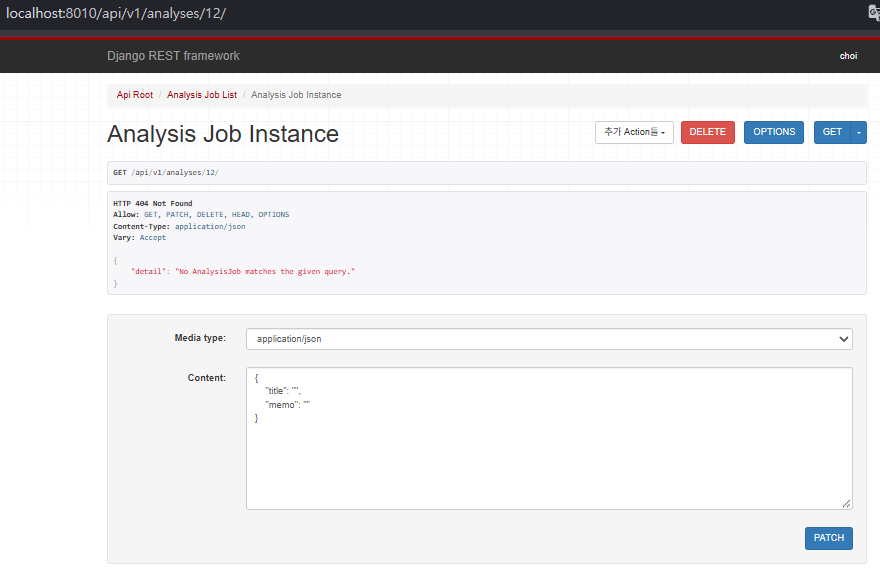 localhost:8010/api/v1/analyses/12/
Django REST framework
choi
Api Root / Analysis Job List / Analysis Job Instance
Analysis Job Instance
추가 Action들
DELETE
OPTIONS
GET
GET /api/v1/analyses/12/
HTTP 404 Not Found
Allow: GET, PATCH, DELETE, HEAD, OPTIONS
Content-Type: application/json
Vary: Accept
{
"detail": "No AnalysisJob matches the given query."
}
Media type:
application/json
Content:
{
"title": "",
"memo": ""
}
PATCH